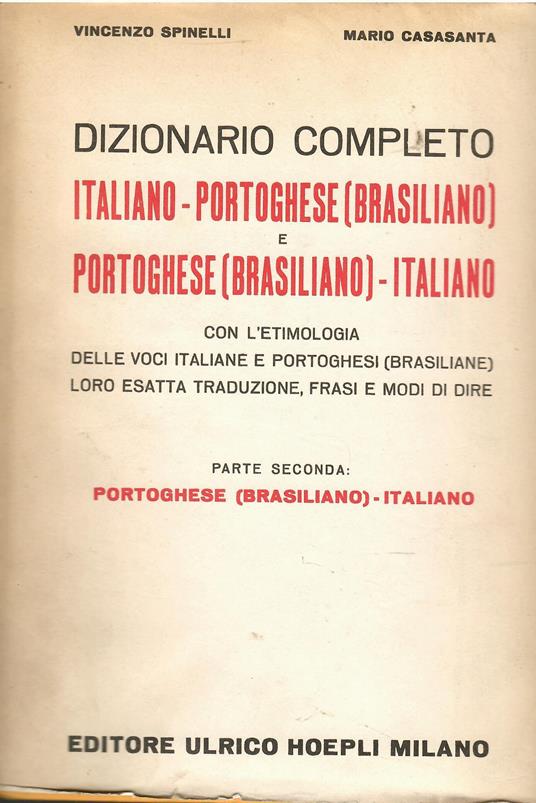 VINCENZO SPINELLI MARIO CASASANTA
DIZIONARIO COMPLETO
ITALIANO - PORTOGHESE (BRASILIANO)
E
PORTOGHESE (BRASILIANO) - ITALIANO
CON L'ETIMOLOGIA
DELLE VOCI ITALIANE E PORTOGHESI (BRASILIANE)
LORO ESATTA TRADUZIONE, FRASI E MODI DI DIRE
PARTE SECONDA:
PORTOGHESE (BRASILIANO) - ITALIANO
EDITORE ULRICO HOEPLI MILANO